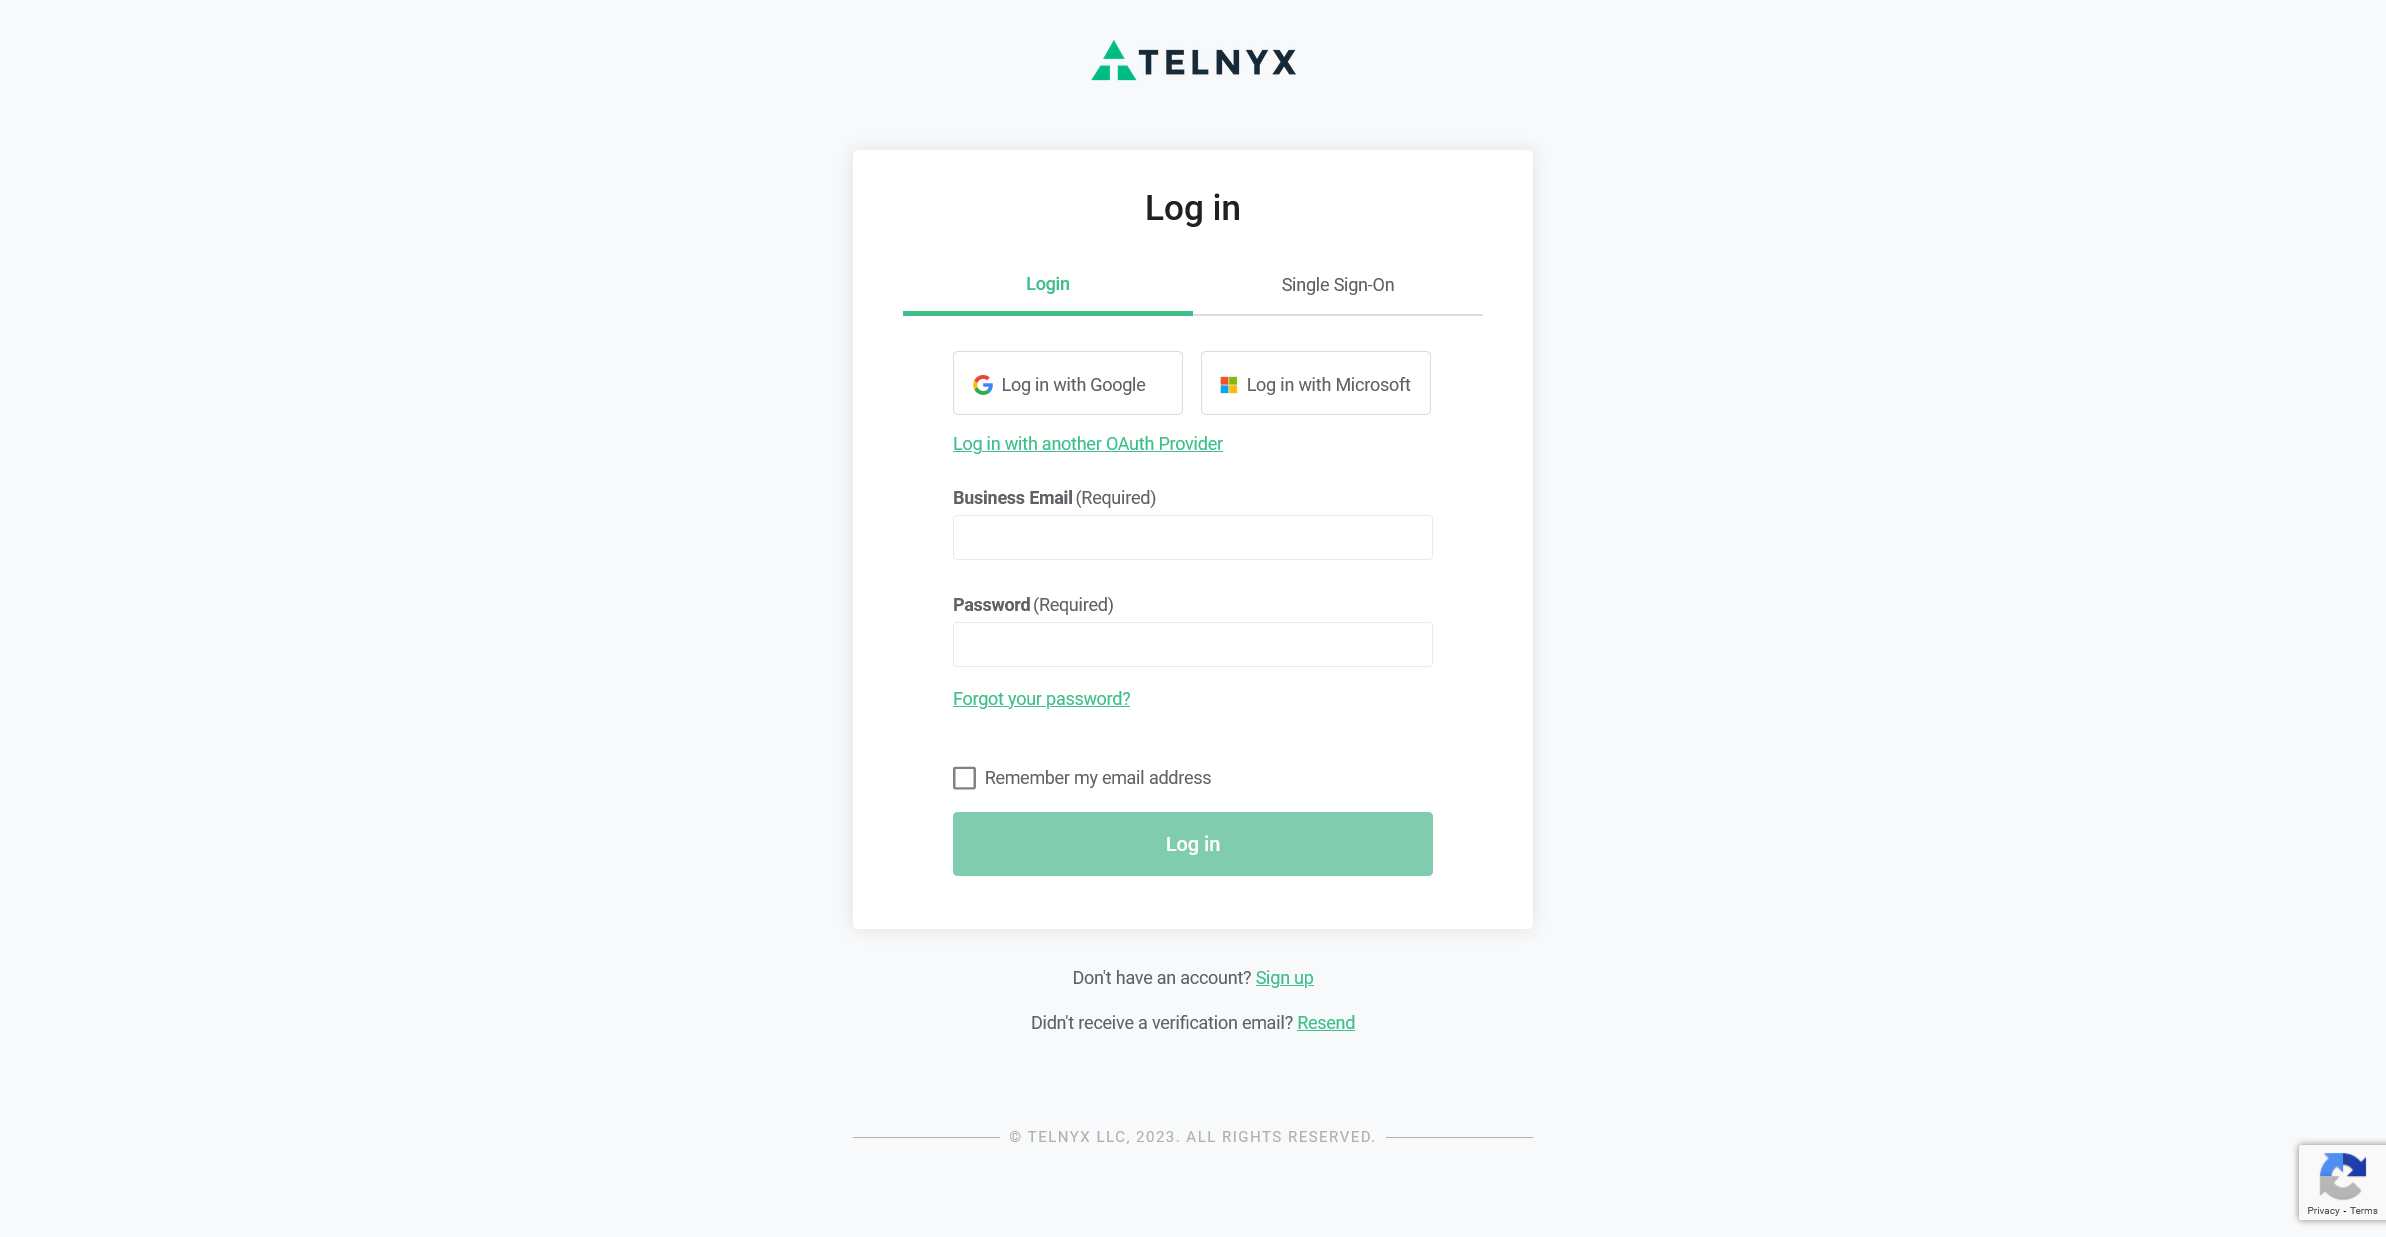 TELNYX
Log in
Login
Single Sign-On
Log in with Google
Log in with Microsoft
Log in with another OAuth Provider
Business Email (Required)
Password (Required)
Forgot your password?
Remember my email address
Log in
Don't have an account? Sign up
Didn't receive a verification email? Resend
© TELNYX LLC, 2023. ALL RIGHTS RESERVED.
Privacy - Terms